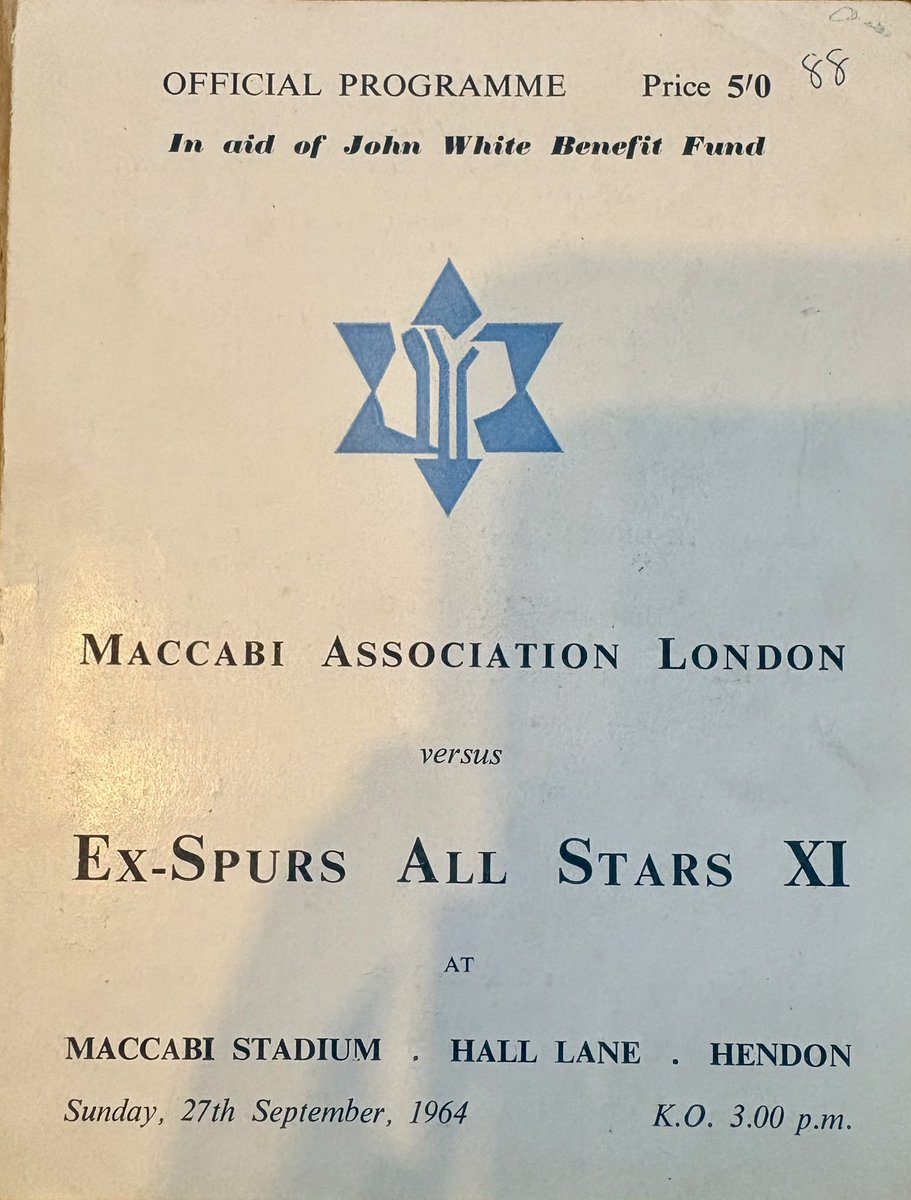 OFFICIAL PROGRAMME Price 5'0 88
In aid of John White Benefit Fund
MACCABI ASSOCIATION LONDON
versus
EX-SPURS ALL STARS XI
AT
MACCABI STADIUM . HALL LANE . HENDON
Sunday, 27th September, 1964 K.O. 3.00 p.m.